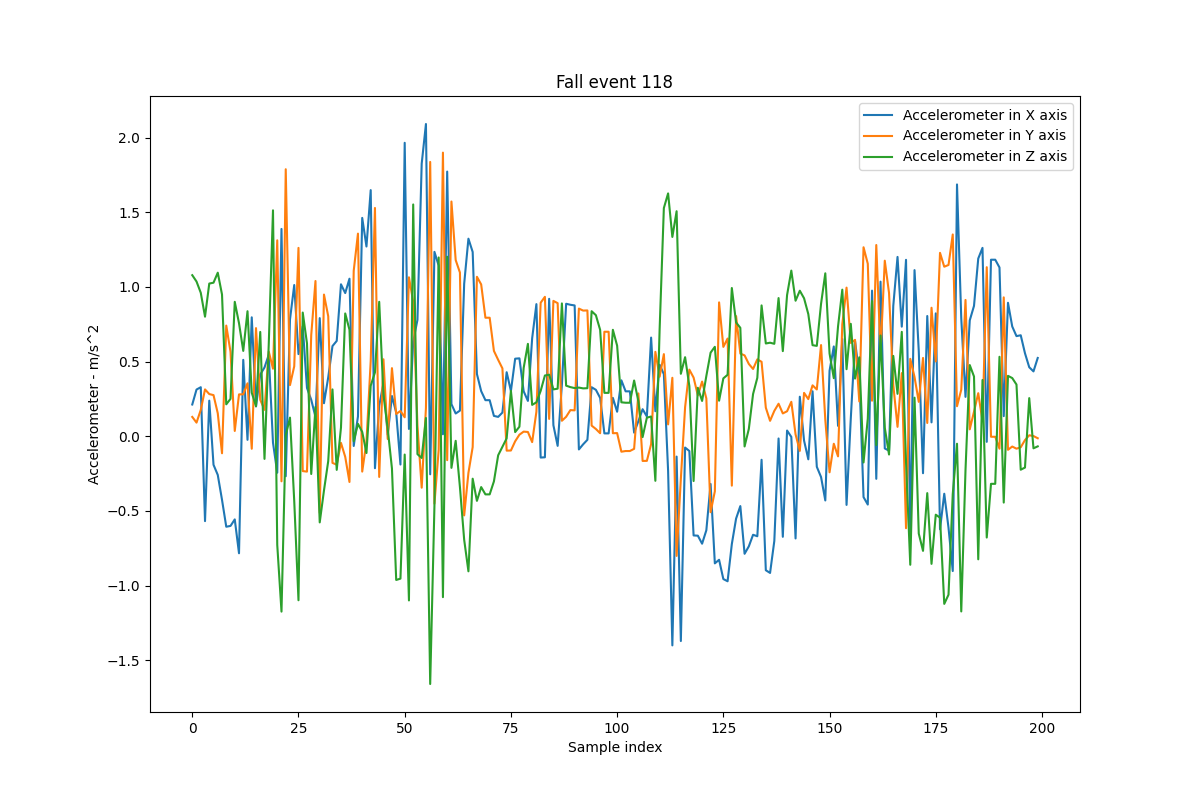 Fall event 118
Accelerometer in X axis
Accelerometer in Y axis
Accelerometer in Z axis
2.0
1.5
1.0
0.5
0.0
−0.5
−1.0
−1.5
Accelerometer - m/s^2
0 25 50 75 100 125 150 175 200
Sample index